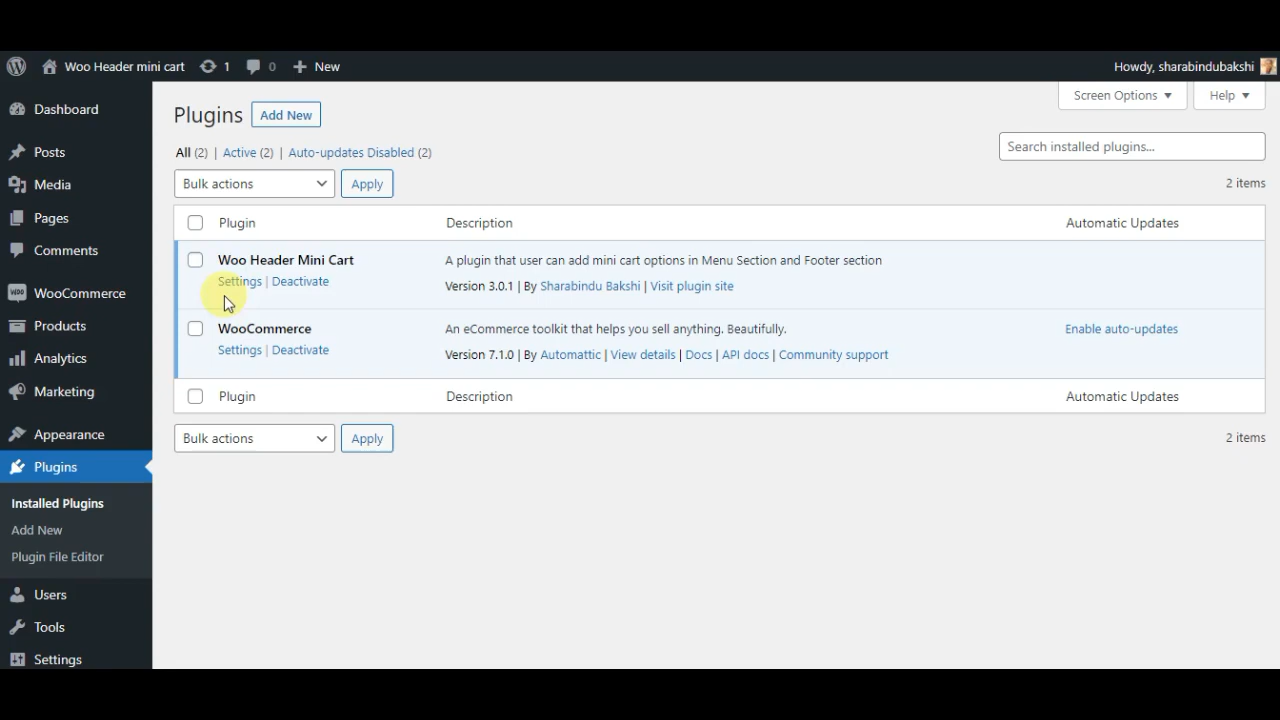 Woo Header mini cart 1 0 New Howdy, sharabindubakshi
Screen Options Help
Dashboard
Posts
Media
Pages
Comments
WooCommerce
Products
Analytics
Marketing
Appearance
Plugins
Installed Plugins
Add New
Plugin File Editor
Users
Tools
Settings
Plugins Add New
All (2) | Active (2) | Auto-updates Disabled (2)
Search installed plugins...
Bulk actions Apply 2 items
Plugin Description Automatic Updates
Woo Header Mini Cart A plugin that user can add mini cart options in Menu Section and Footer section
Settings | Deactivate Version 3.0.1 | By Sharabindu Bakshi | Visit plugin site
WooCommerce An eCommerce toolkit that helps you sell anything. Beautifully. Enable auto-updates
Settings | Deactivate Version 7.1.0 | By Automattic | View details | Docs | API docs | Community support
Plugin Description Automatic Updates
Bulk actions Apply 2 items